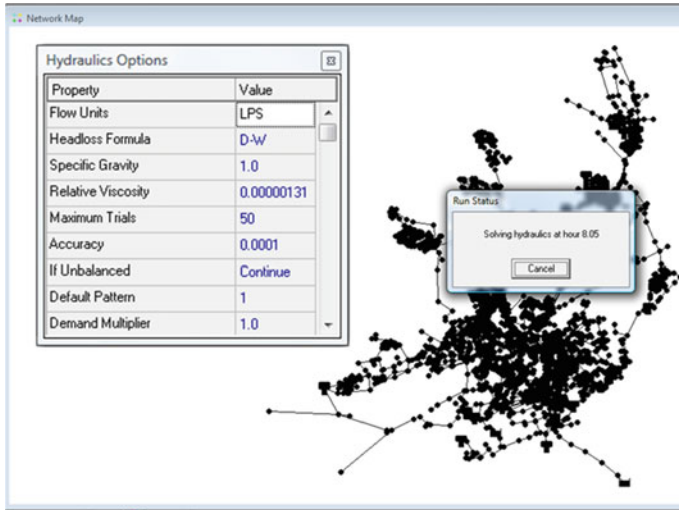 Network Map
Hydraulics Options
Property Value
Flow Units LPS
Headloss Formula D-W
Specific Gravity 1.0
Relative Viscosity 0.00000131
Maximum Trials 50
Accuracy 0.0001
If Unbalanced Continue
Default Pattern 1
Demand Multiplier 1.0
Run Status
Solving hydraulics at hour 8.05
Cancel